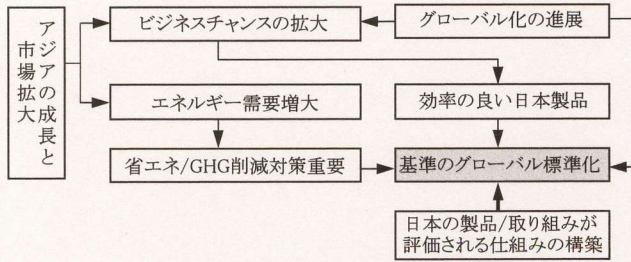 アジアの成長と
市場拡大
ビジネスチャンスの拡大
グローバル化の進展
エネルギー需要増大
効率の良い日本製品
省エネ/GHG削減対策重要
基準のグローバル標準化
日本の製品/取り組みが
評価される仕組みの構築